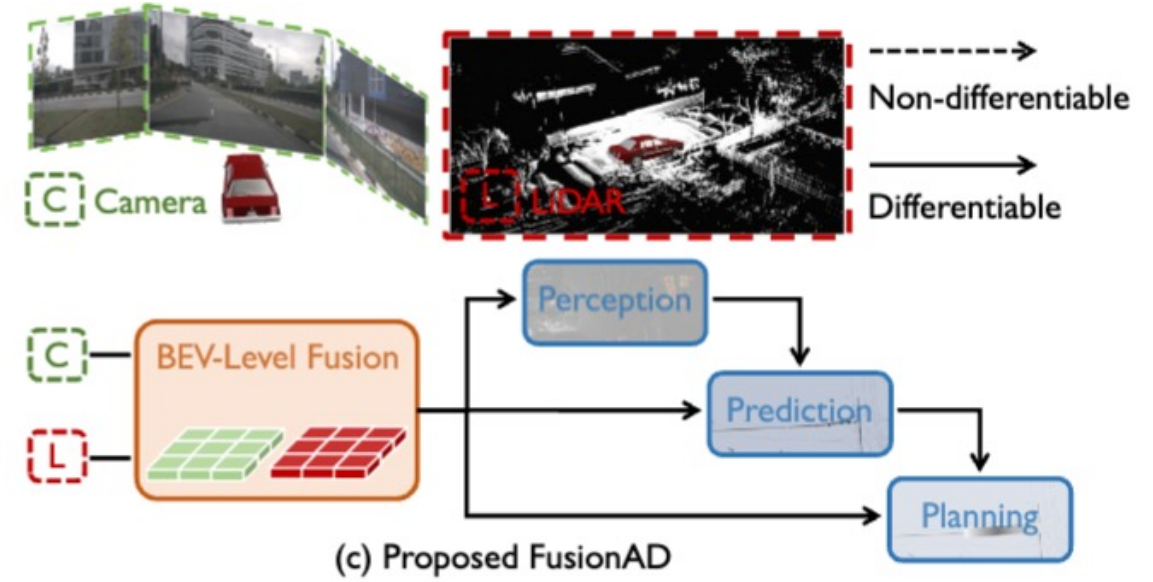 C Camera
L LiDAR
Non-differentiable
Differentiable
C
L
BEV-Level Fusion
Perception
Prediction
Planning
(c) Proposed FusionAD